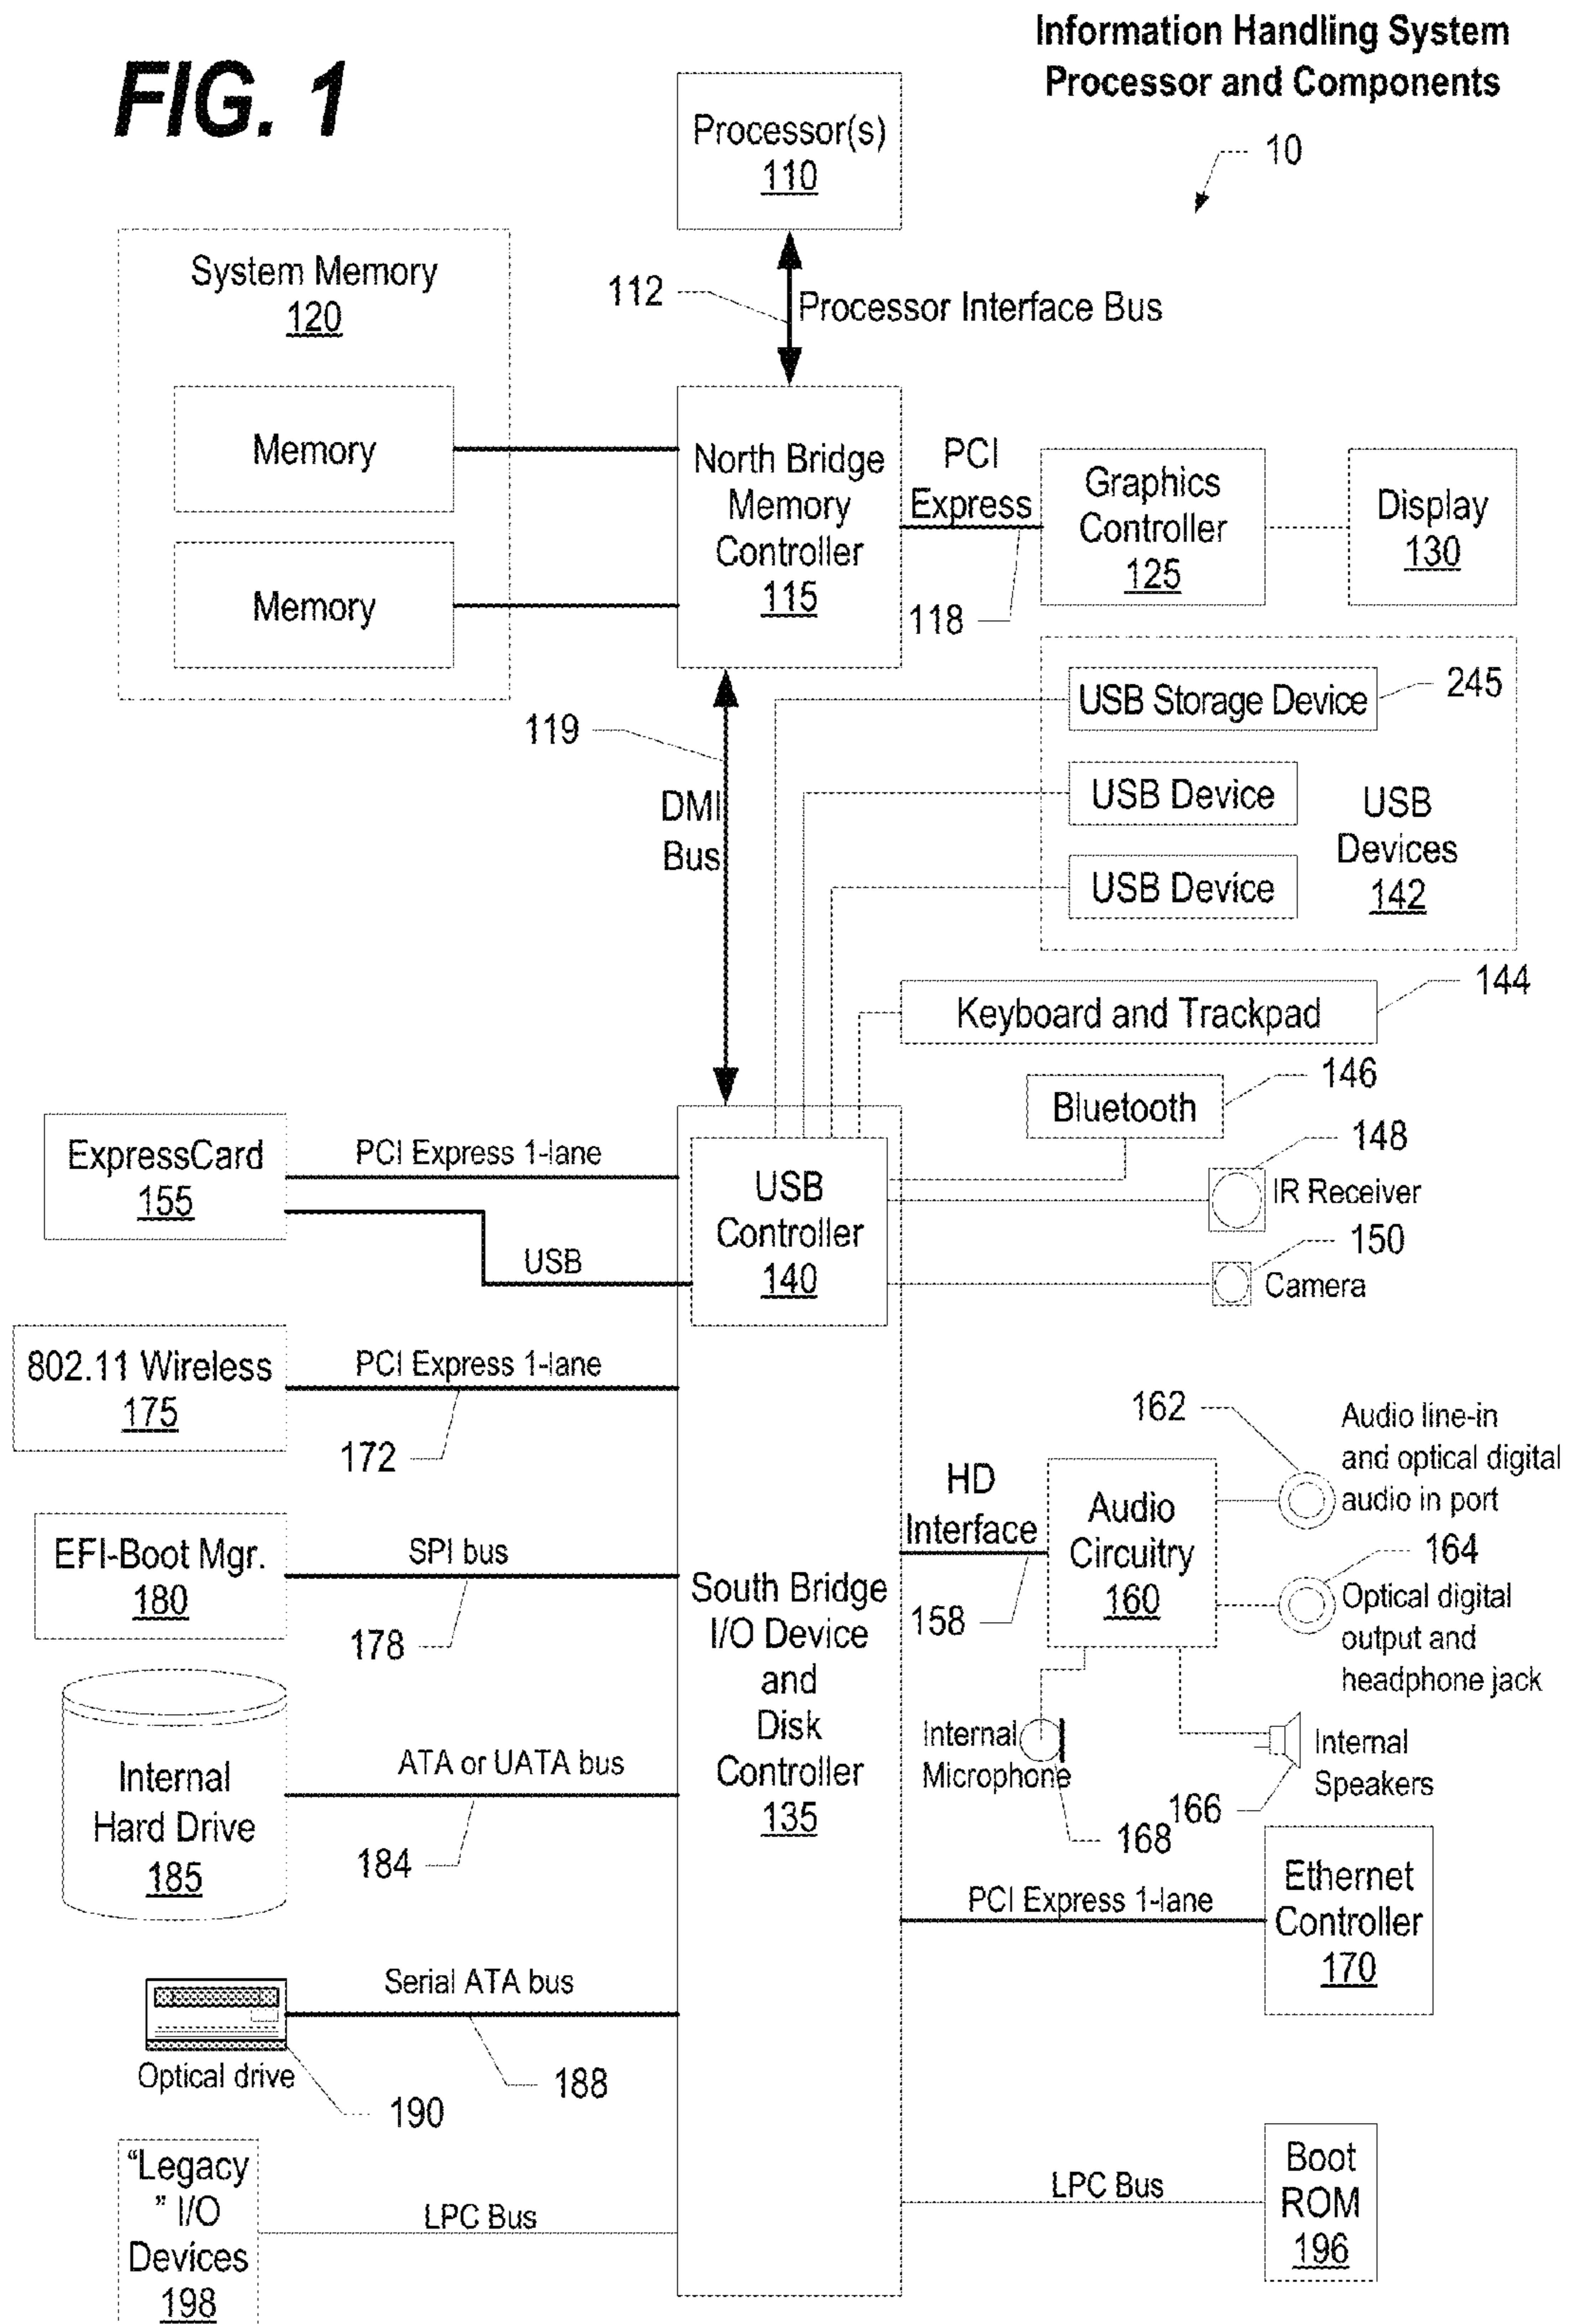 Information Handling System
Processor and Components
FIG. 1
10
Processor(s)
110
System Memory
120
112
Processor Interface Bus
Memory
Memory
North Bridge
Memory
Controller
115
PCI
Express
118
Graphics
Controller
125
Display
130
119
DMI
Bus
USB Storage Device
245
USB Device
USB Device
USB
Devices
142
Keyboard and Trackpad
144
Bluetooth
146
148
IR Receiver
150
Camera
ExpressCard
155
PCI Express 1-lane
USB
USB
Controller
140
802.11 Wireless
175
PCI Express 1-lane
172
EFI-Boot Mgr.
180
SPI bus
178
South Bridge
I/O Device
and
Disk
Controller
135
HD
Interface
158
Audio
Circuitry
160
162
Audio line-in
and optical digital
audio in port
164
Optical digital
output and
headphone jack
Internal
Microphone
168
166
Internal
Speakers
Internal
Hard Drive
185
ATA or UATA bus
184
PCI Express 1-lane
Ethernet
Controller
170
Serial ATA bus
188
Optical drive
190
“Legacy
” I/O
Devices
198
LPC Bus
LPC Bus
Boot
ROM
196